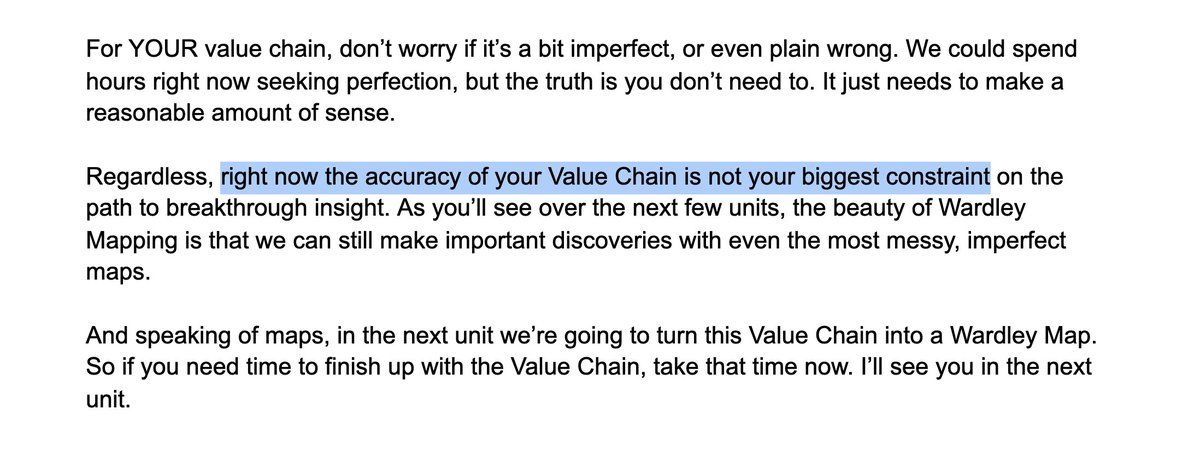 For YOUR value chain, don’t worry if it’s a bit imperfect, or even plain wrong. We could spend
hours right now seeking perfection, but the truth is you don’t need to. It just needs to make a
reasonable amount of sense.
Regardless, right now the accuracy of your Value Chain is not your biggest constraint on the
path to breakthrough insight. As you’ll see over the next few units, the beauty of Wardley
Mapping is that we can still make important discoveries with even the most messy, imperfect
maps.
And speaking of maps, in the next unit we’re going to turn this Value Chain into a Wardley Map.
So if you need time to finish up with the Value Chain, take that time now. I’ll see you in the next
unit.